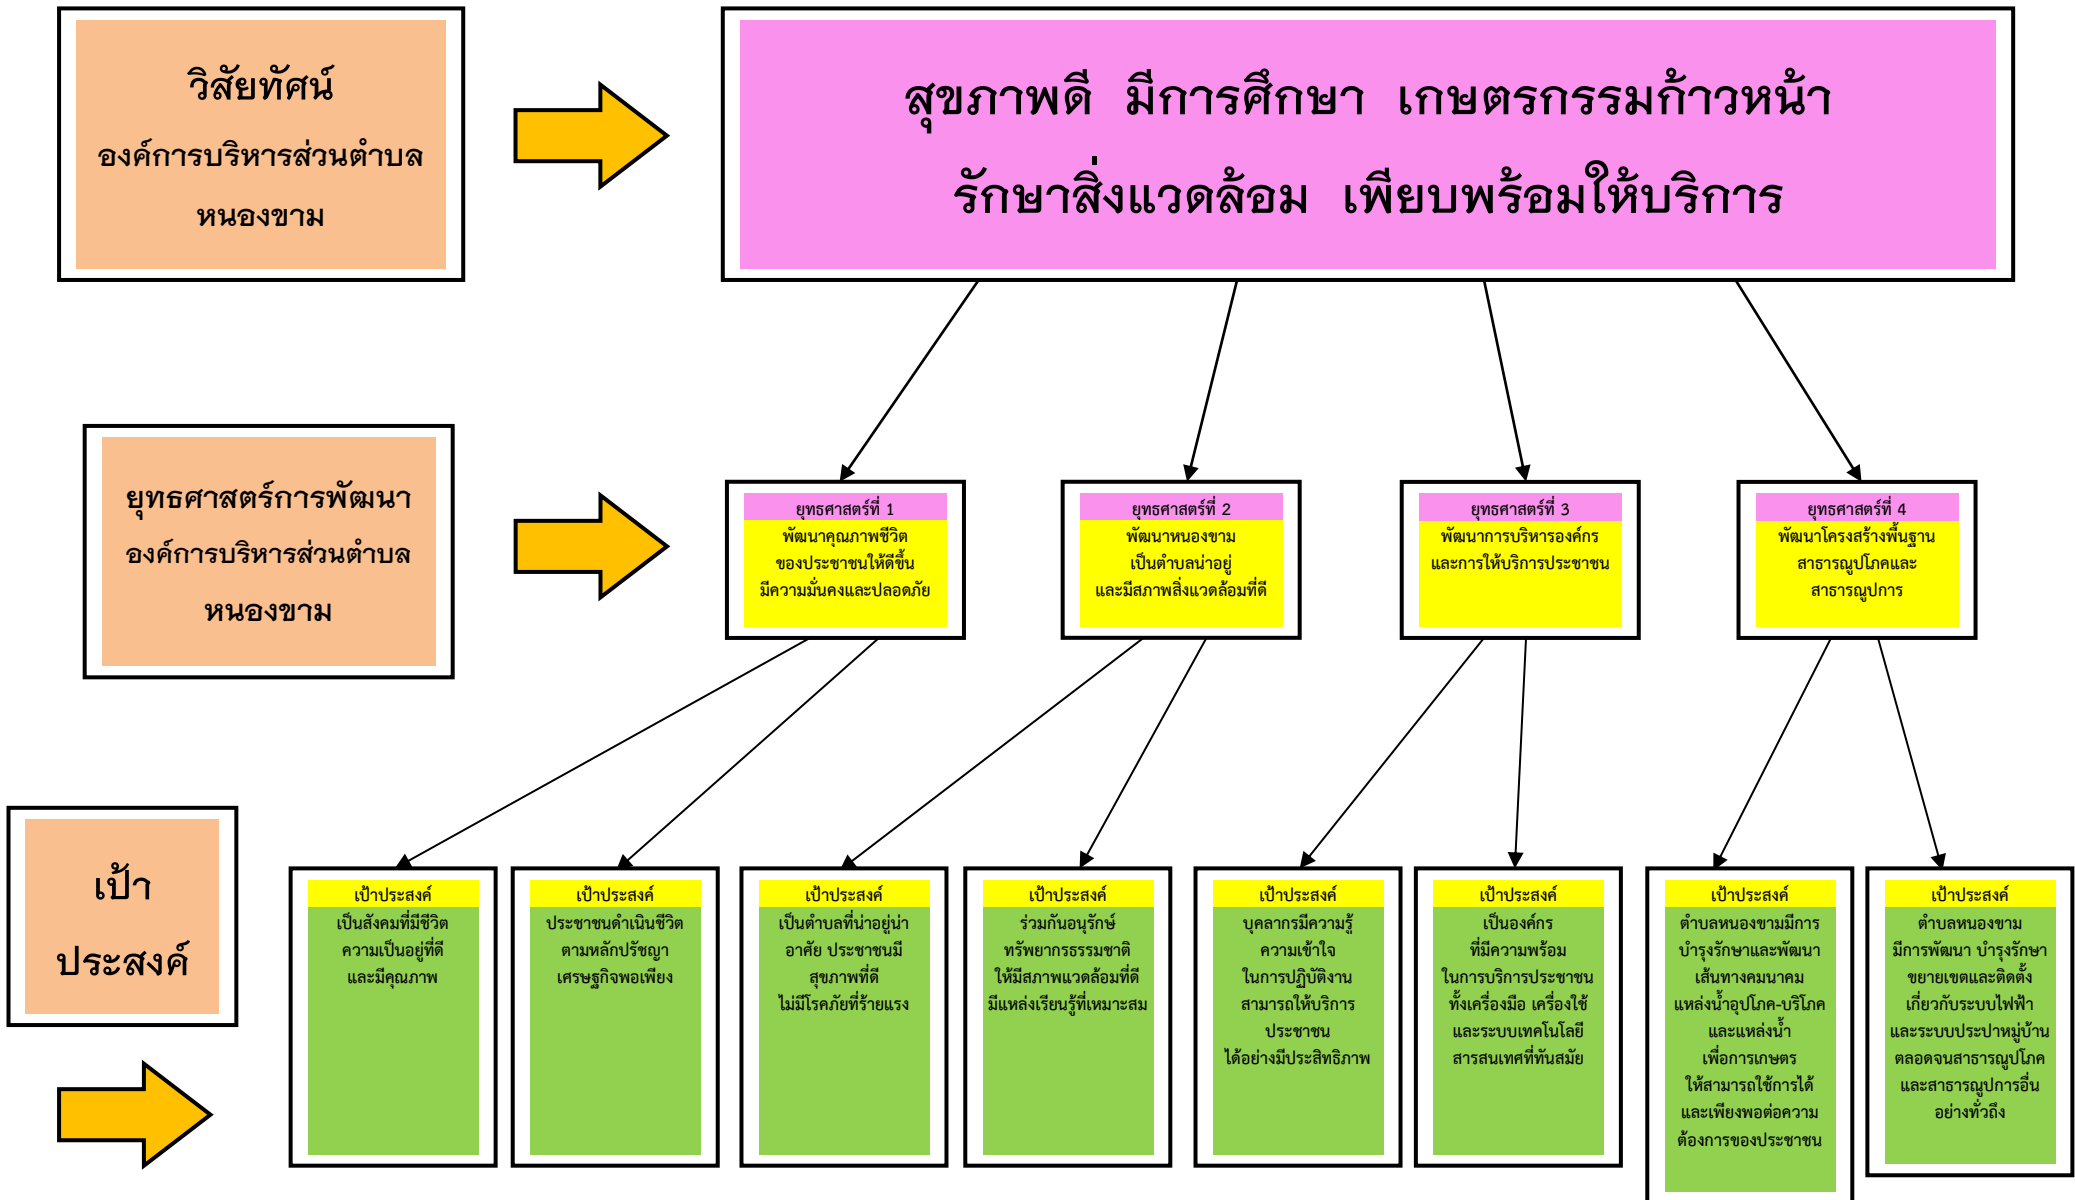 วิสัยทัศน์
องค์การบริหารส่วนตำบล
หนองขาม
สุขภาพดี มีการศึกษา เกษตรกรรมก้าวหน้า
รักษาสิ่งแวดล้อม เพียบพร้อมให้บริการ
ยุทธศาสตร์การพัฒนา
องค์การบริหารส่วนตำบล
หนองขาม
ยุทธศาสตร์ที่ 1
พัฒนาคุณภาพชีวิต
ของประชาชนให้ดีขึ้น
มีความมั่นคงและปลอดภัย
ยุทธศาสตร์ที่ 2
พัฒนาหนองขาม
เป็นตำบลน่าอยู่
และมีสภาพสิ่งแวดล้อมที่ดี
ยุทธศาสตร์ที่ 3
พัฒนาการบริหารองค์กร
และการให้บริการประชาชน
ยุทธศาสตร์ที่ 4
พัฒนาโครงสร้างพื้นฐาน
สาธารณูปโภคและ
สาธารณูปการ
เป้า
ประสงค์
เป้าประสงค์
เป็นสังคมที่มีชีวิต
ความเป็นอยู่ที่ดี
และมีคุณภาพ
เป้าประสงค์
ประชาชนดำเนินชีวิต
ตามหลักปรัชญา
เศรษฐกิจพอเพียง
เป้าประสงค์
เป็นตำบลที่น่าอยู่น่า
อาศัย ประชาชนมี
สุขภาพที่ดี
ไม่มีโรคภัยที่ร้ายแรง
เป้าประสงค์
ร่วมกันอนุรักษ์
ทรัพยากรธรรมชาติ
ให้มีสภาพแวดล้อมที่ดี
มีแหล่งเรียนรู้ที่เหมาะสม
เป้าประสงค์
บุคลากรมีความรู้
ความเข้าใจ
ในการปฏิบัติงาน
สามารถให้บริการ
ประชาชน
ได้อย่างมีประสิทธิภาพ
เป้าประสงค์
เป็นองค์กร
ที่มีความพร้อม
ในการบริการประชาชน
ทั้งเครื่องมือ เครื่องใช้
และระบบเทคโนโลยี
สารสนเทศที่ทันสมัย
เป้าประสงค์
ตำบลหนองขามมีการ
บำรุงรักษาและพัฒนา
เส้นทางคมนาคม
แหล่งน้ำอุปโภค-บริโภค
และแหล่งน้ำ
เพื่อการเกษตร
ให้สามารถใช้การได้
และเพียงพอต่อความ
ต้องการของประชาชน
เป้าประสงค์
ตำบลหนองขาม
มีการพัฒนา บำรุงรักษา
ขยายเขตและติดตั้ง
เกี่ยวกับระบบไฟฟ้า
และระบบประปาหมู่บ้าน
ตลอดจนสาธารณูปโภค
และสาธารณูปการอื่น
อย่างทั่วถึง